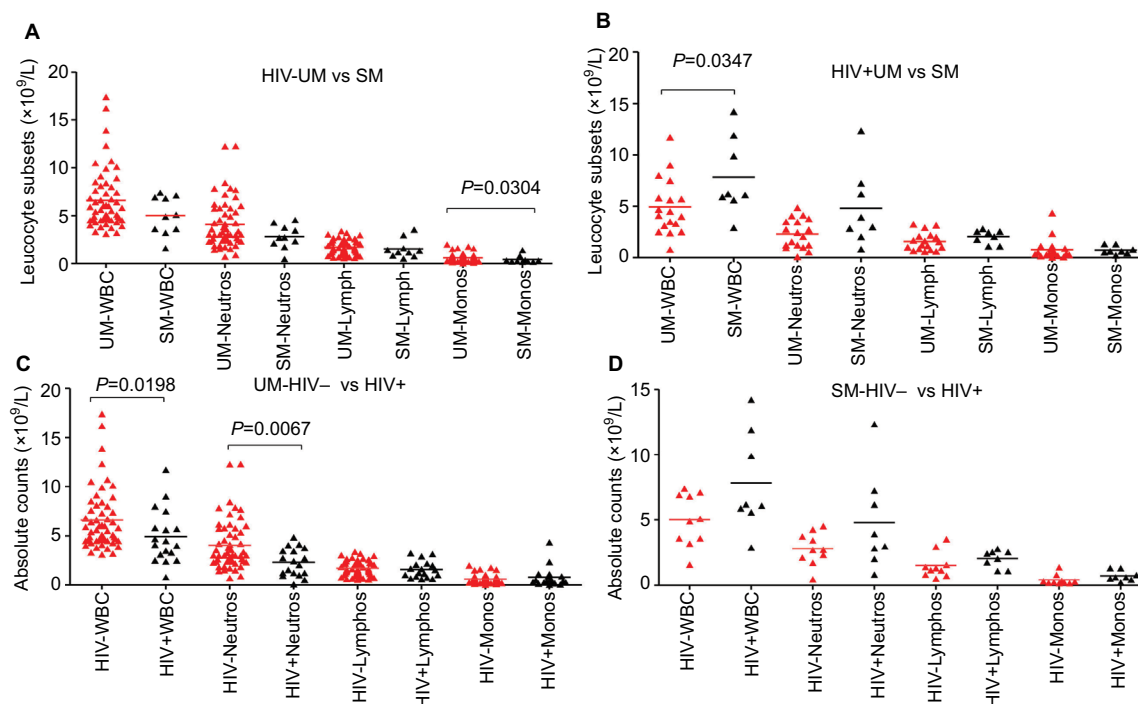 A
HIV-UM vs SM
Leucocyte subsets (×10⁹/L)
20
15
10
5
0
P=0.0304
UM-WBC
SM-WBC
UM-Neutros
SM-Neutros
UM-Lymph
SM-Lymph
UM-Monos
SM-Monos
B
HIV+UM vs SM
Leucocyte subsets (×10⁹/L)
20
15
10
5
0
P=0.0347
UM-WBC
SM-WBC
UM-Neutros
SM-Neutros
UM-Lymph
SM-Lymph
UM-Monos
SM-Monos
C
UM-HIV– vs HIV+
Absolute counts (×10⁹/L)
20
15
10
5
0
P=0.0198
P=0.0067
HIV-WBC
HIV+WBC
HIV-Neutros
HIV+Neutros
HIV-Lymphos
HIV+Lymphos
HIV-Monos
HIV+Monos
D
SM-HIV– vs HIV+
Absolute counts (×10⁹/L)
15
10
5
0
HIV-WBC
HIV+WBC
HIV-Neutros
HIV+Neutros
HIV-Lymphos
HIV+Lymphos
HIV-Monos
HIV+Monos